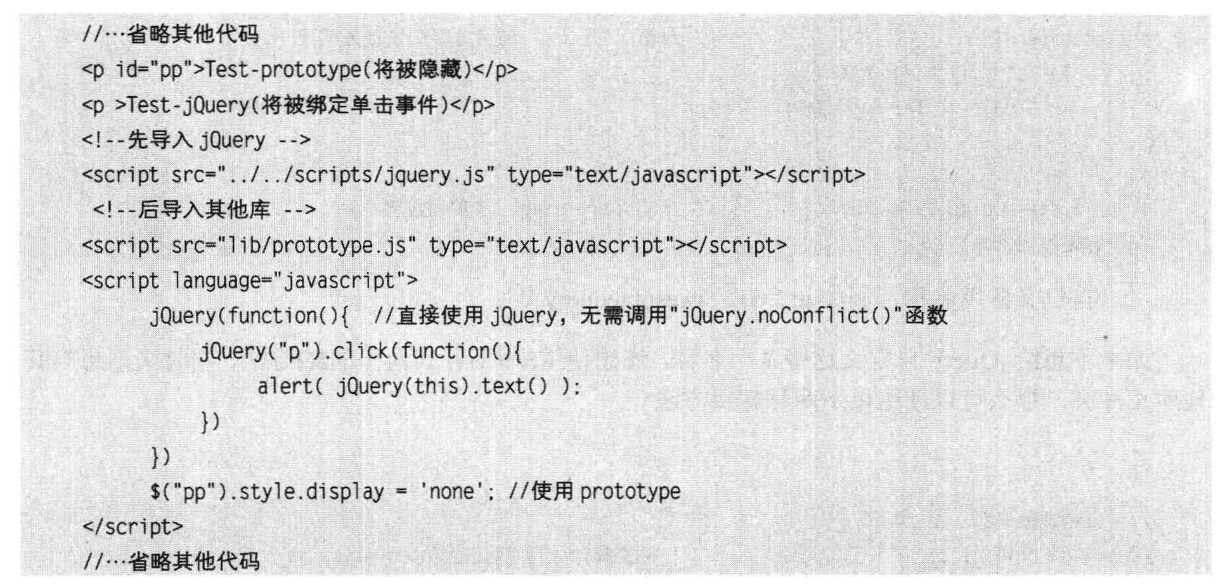 //…省略其他代码
<p id="pp">Test-prototype(将被隐藏)</p>
<p >Test-jQuery(将被绑定单击事件)</p>
<!--先导入 jQuery -->
<script src="../../scripts/jquery.js" type="text/javascript"></script>
<!--后导入其他库 -->
<script src="lib/prototype.js" type="text/javascript"></script>
<script language="javascript">
jQuery(function(){ //直接使用 jQuery，无需调用"jQuery.noConflict()"函数
jQuery("p").click(function(){
alert( jQuery(this).text() );
})
})
$("pp").style.display = 'none'; //使用 prototype
</script>
//…省略其他代码